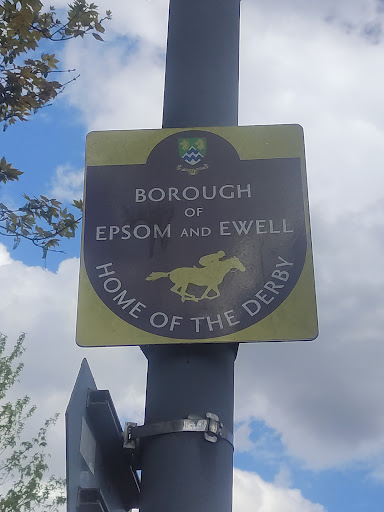 BOROUGH
OF
EPSOM AND EWELL
HOME OF THE DERBY